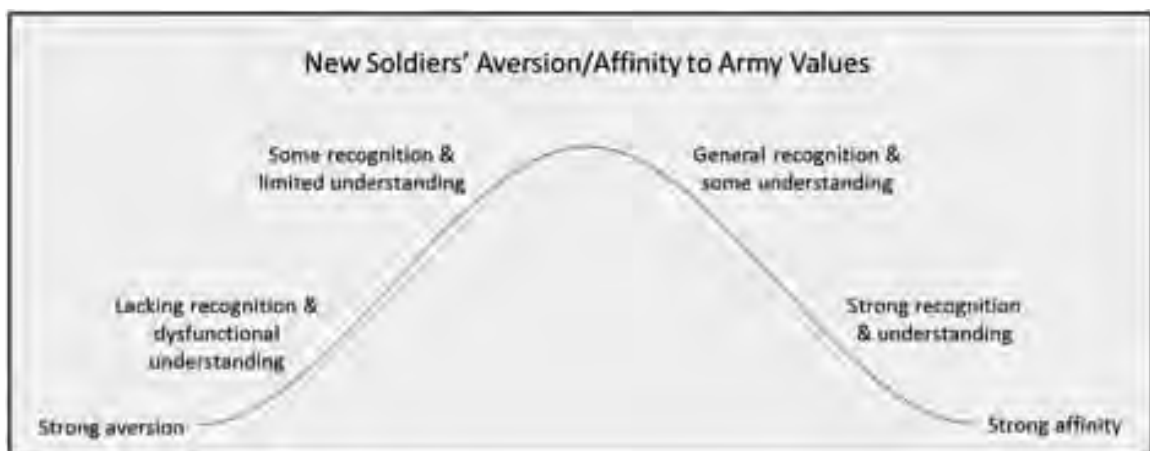 New Soldiers' Aversion/Affinity to Army Values
Some recognition &
limited understanding
General recognition &
some understanding
Lacking recognition &
dysfunctional
understanding
Strong recognition
& understanding
Strong aversion
Strong affinity